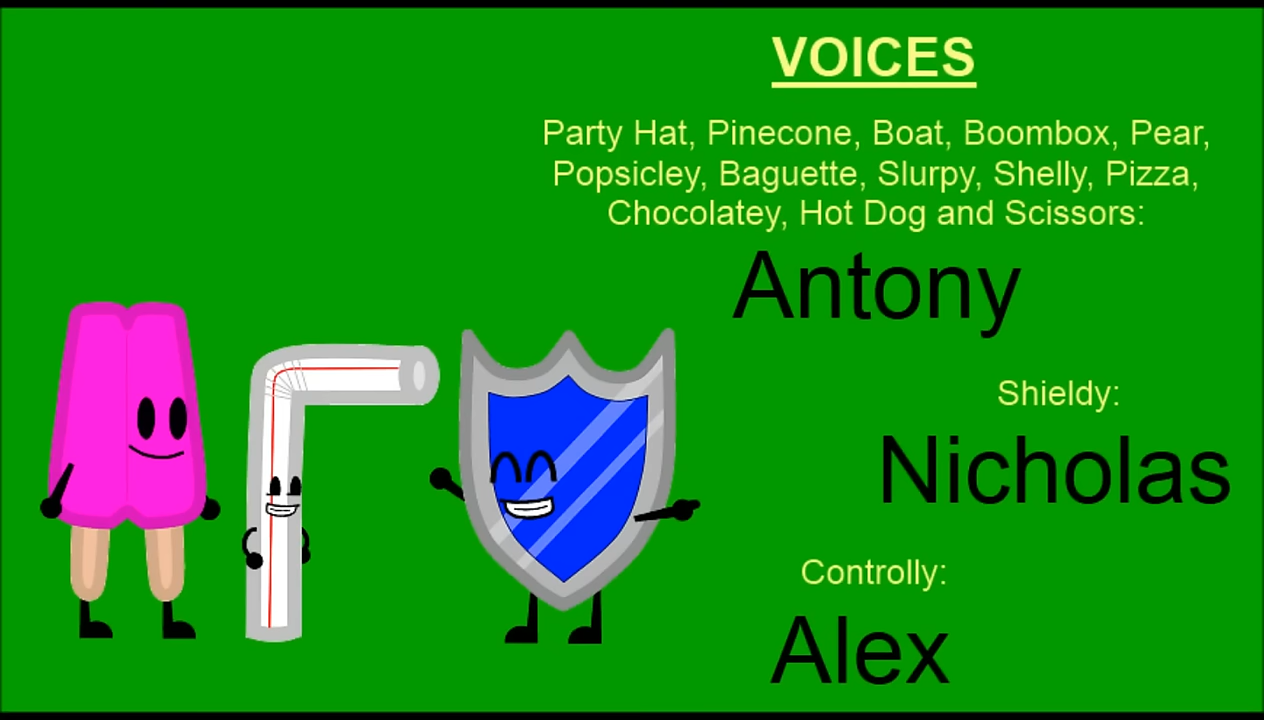 VOICES
Party Hat, Pinecone, Boat, Boombox, Pear,
Popsicley, Baguette, Slurpy, Shelly, Pizza,
Chocolatey, Hot Dog and Scissors:
Antony
Shieldy:
Nicholas
Controlly:
Alex